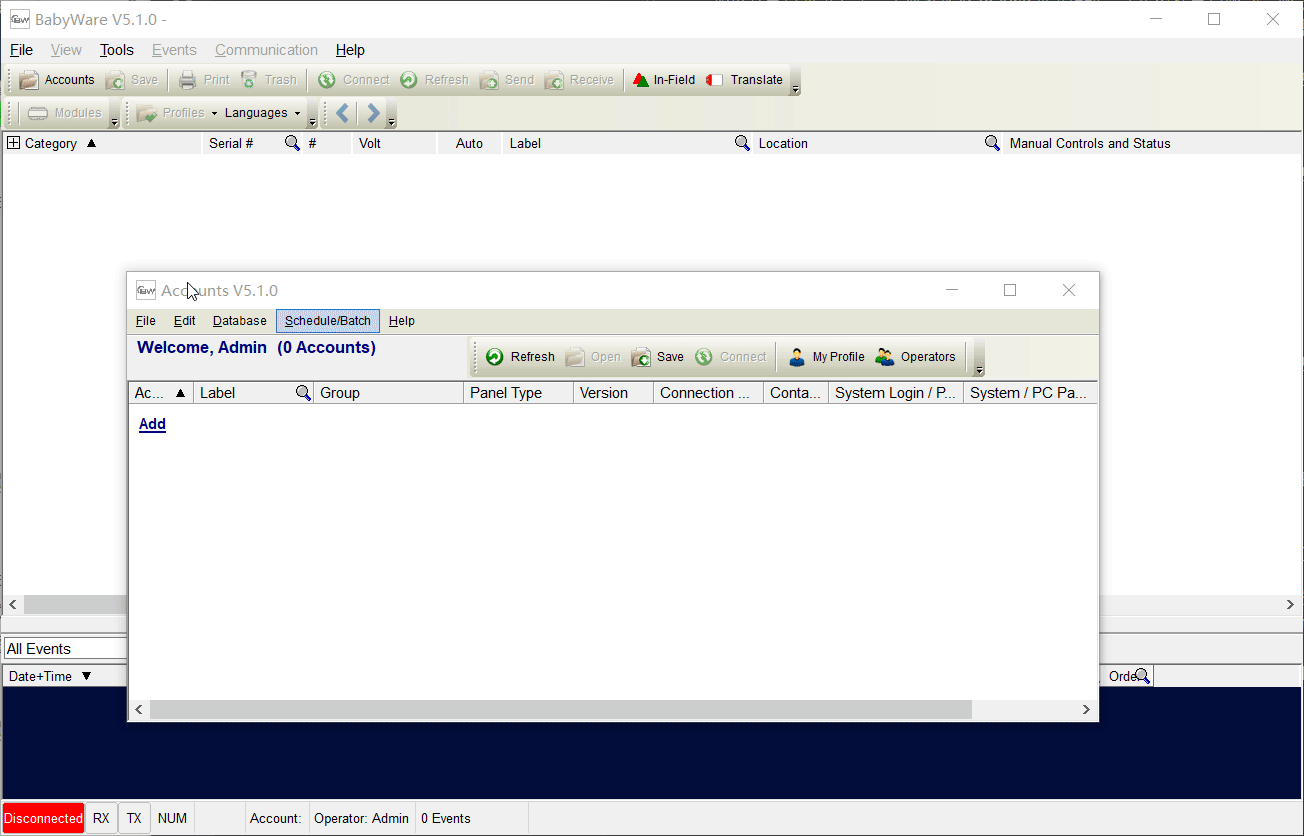 BabyWare V5.1.0 -
File View Tools Events Communication Help
Accounts Save Print Trash Connect Refresh Send Receive In-Field Translate
Modules Profiles Languages
Category Serial # # Volt Auto Label Location Manual Controls and Status
Accounts V5.1.0
File Edit Database Schedule/Batch Help
Welcome, Admin (0 Accounts)
Refresh Open Save Connect My Profile Operators
Ac... Label Group Panel Type Version Connection ... Conta... System Login / P... System / PC Pa...
Add
All Events
Date+Time Order
Disconnected RX TX NUM Account: Operator: Admin 0 Events